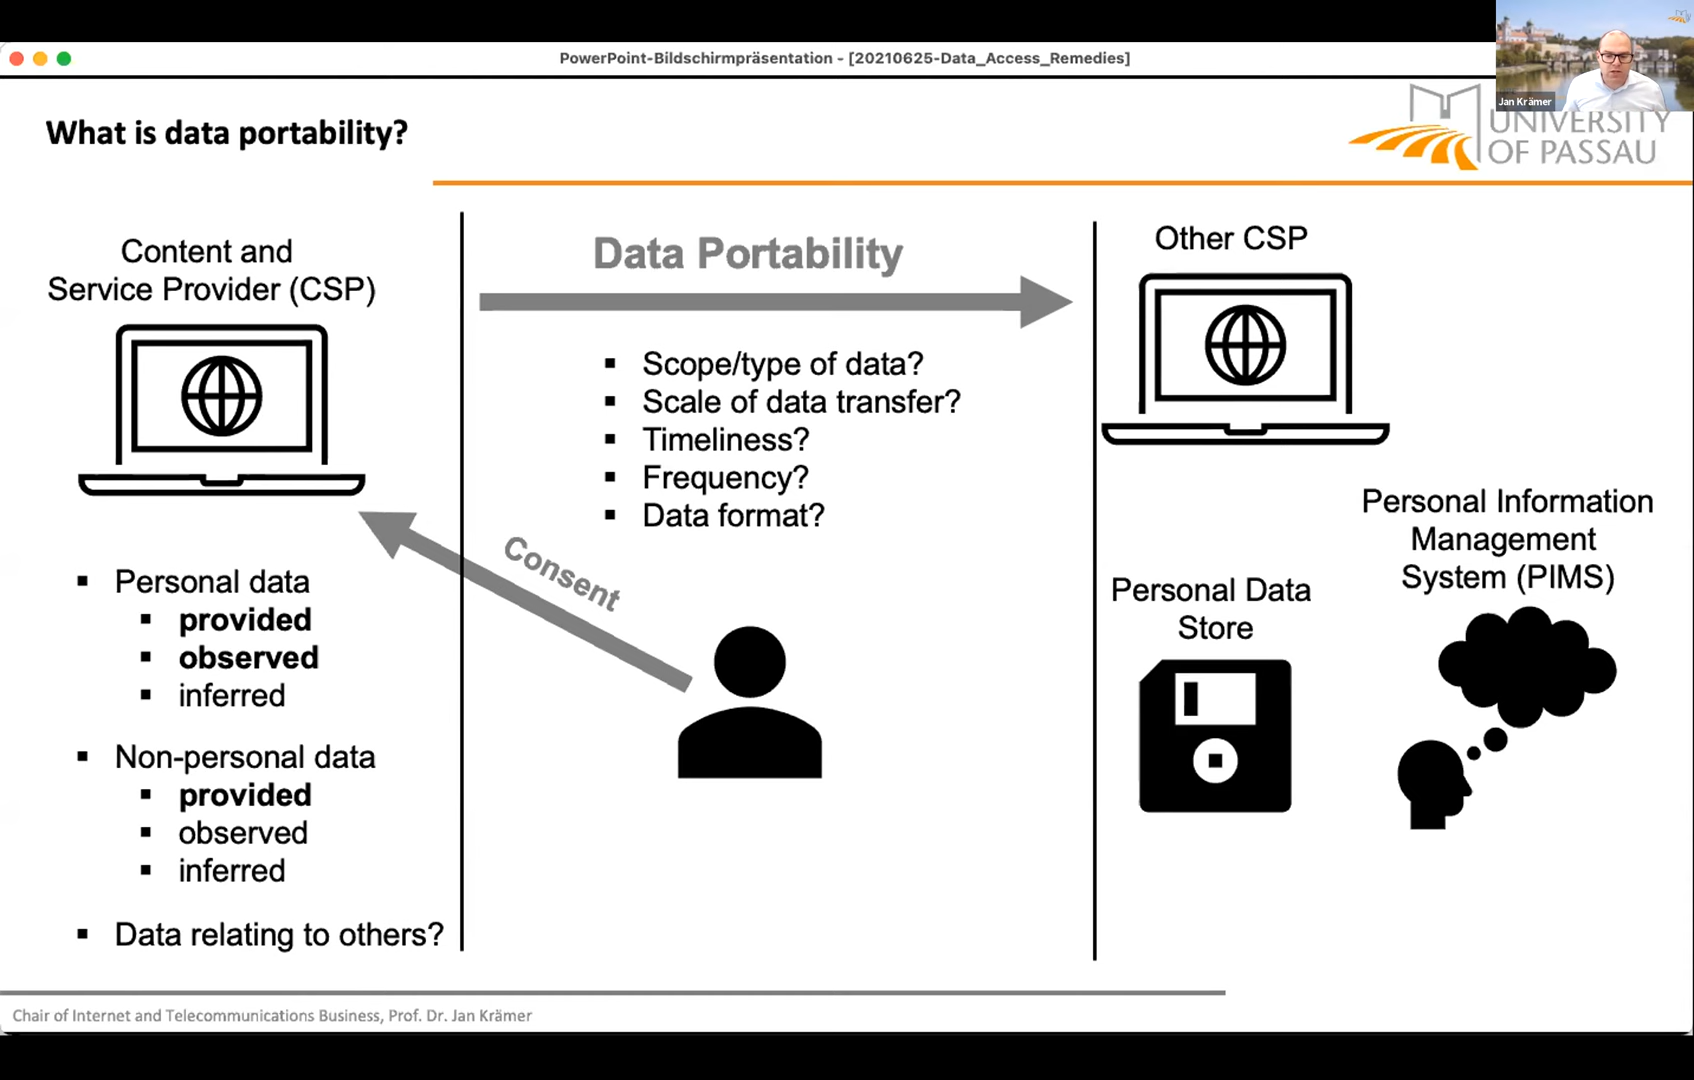 PowerPoint-Bildschirmpräsentation - [20210625-Data_Access_Remedies]
Jan Krämer
What is data portability?
UNIVERSITY
OF PASSAU
Content and
Service Provider (CSP)
Personal data
provided
observed
inferred
Non-personal data
provided
observed
inferred
Data relating to others?
Data Portability
Scope/type of data?
Scale of data transfer?
Timeliness?
Frequency?
Data format?
Consent
Other CSP
Personal Data
Store
Personal Information
Management
System (PIMS)
Chair of Internet and Telecommunications Business, Prof. Dr. Jan Krämer